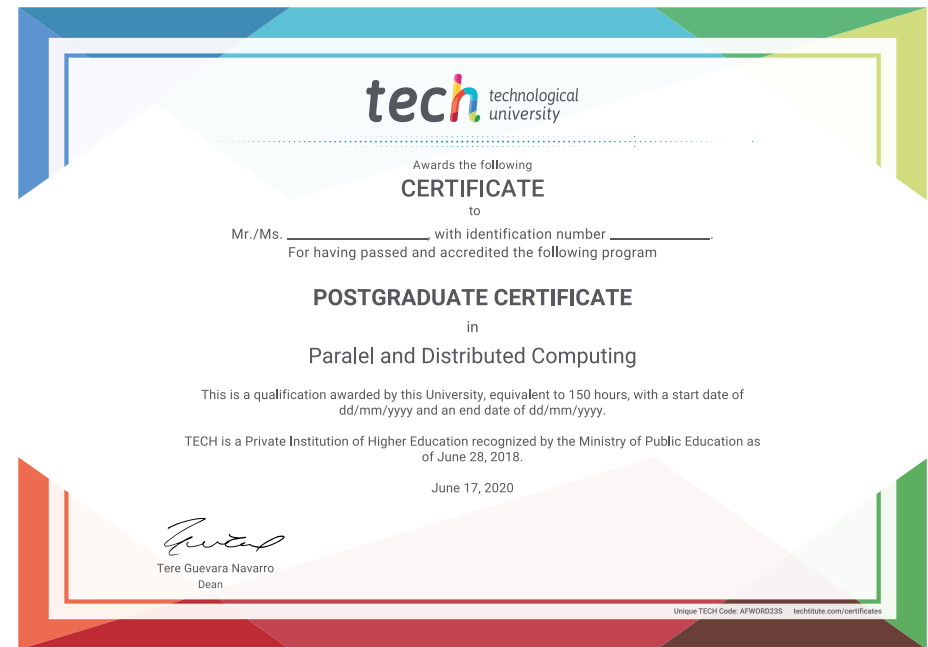 tech technological
university
Awards the following
CERTIFICATE
to
Mr./Ms. ____________________, with identification number ______________.
For having passed and accredited the following program
POSTGRADUATE CERTIFICATE
in
Paralel and Distributed Computing
This is a qualification awarded by this University, equivalent to 150 hours, with a start date of
dd/mm/yyyy and an end date of dd/mm/yyyy.
TECH is a Private Institution of Higher Education recognized by the Ministry of Public Education as
of June 28, 2018.
June 17, 2020
Tere Guevara Navarro
Dean
Unique TECH Code: AFWORD23S techtitute.com/certificates